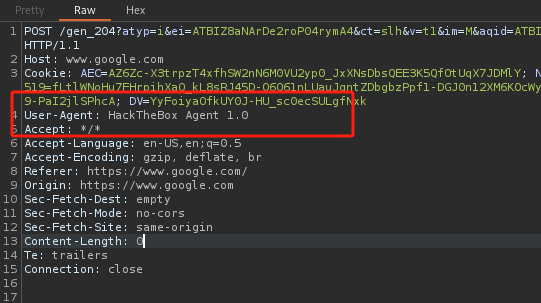 Pretty Raw Hex
1 POST /gen_204?atyp=i&ei=ATBIZ8aNArDe2roPO4rymA4&ct=slh&v=t1&im=M&aqid=ATBI
HTTP/1.1
2 Host: www.google.com
3 Cookie: AEC=AZ6Zc-X3trpzT4xfhSW2nN6M0VU2yp0_JxXNsDbsQEE3K5QfOtUqX7JDMlY; N
9-PaI2jlSPhcA; DV=YyFoiyaOfkUY0J-HU_sc0ecSULgfNxk
4 User-Agent: HackTheBox Agent 1.0
5 Accept: */*
6 Accept-Language: en-US,en;q=0.5
7 Accept-Encoding: gzip, deflate, br
8 Referer: https://www.google.com/
9 Origin: https://www.google.com
10 Sec-Fetch-Dest: empty
11 Sec-Fetch-Mode: no-cors
12 Sec-Fetch-Site: same-origin
13 Content-Length: 0
14 Te: trailers
15 Connection: close
16
17